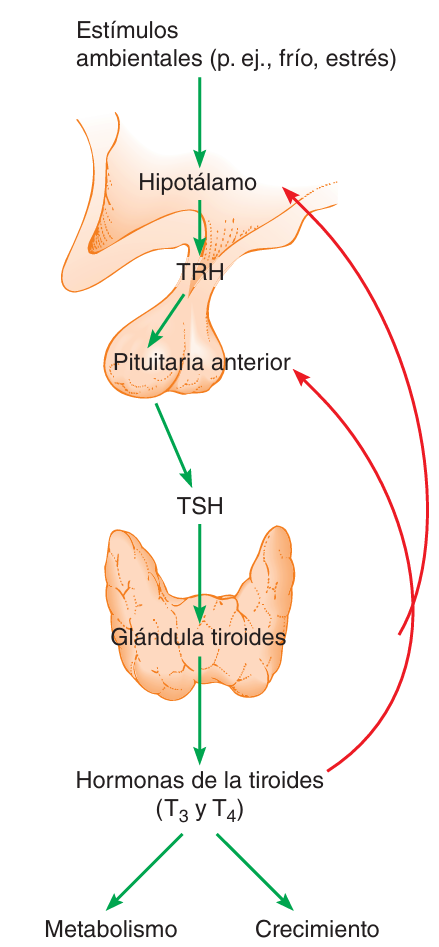 Estímulos
ambientales (p. ej., frío, estrés)
Hipotálamo
TRH
Pituitaria anterior
TSH
Glándula tiroides
Hormonas de la tiroides
(T3 y T4)
Metabolismo
Crecimiento